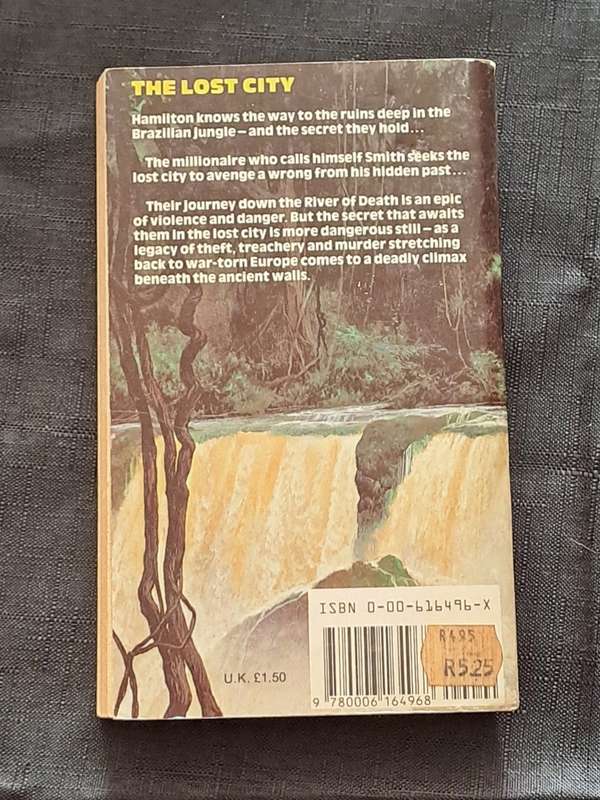 THE LOST CITY
Hamilton knows the way to the ruins deep in the
Brazilian Jungle – and the secret they hold...
The millionaire who calls himself Smith seeks the
lost city to avenge a wrong from his hidden past...
Their journey down the River of Death is an epic
of violence and danger. But the secret that awaits
them in the lost city is more dangerous still – as a
legacy of theft, treachery and murder stretching
back to war-torn Europe comes to a deadly climax
beneath the ancient walls.
ISBN 0-00-616496-X
R4.95
R5.25
U.K. £1.50
9 780006 164968